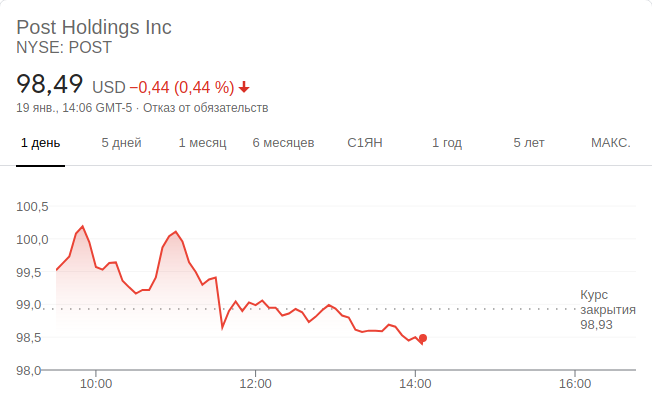 Post Holdings Inc
NYSE: POST
98,49 USD −0,44 (0,44 %)
19 янв., 14:06 GMT-5 · Отказ от обязательств
1 день 5 дней 1 месяц 6 месяцев С1ЯН 1 год 5 лет МАКС.
100,5
100,0
99,5
99,0
98,5
98,0
Курс
закрытия
98,93
10:00 12:00 14:00 16:00